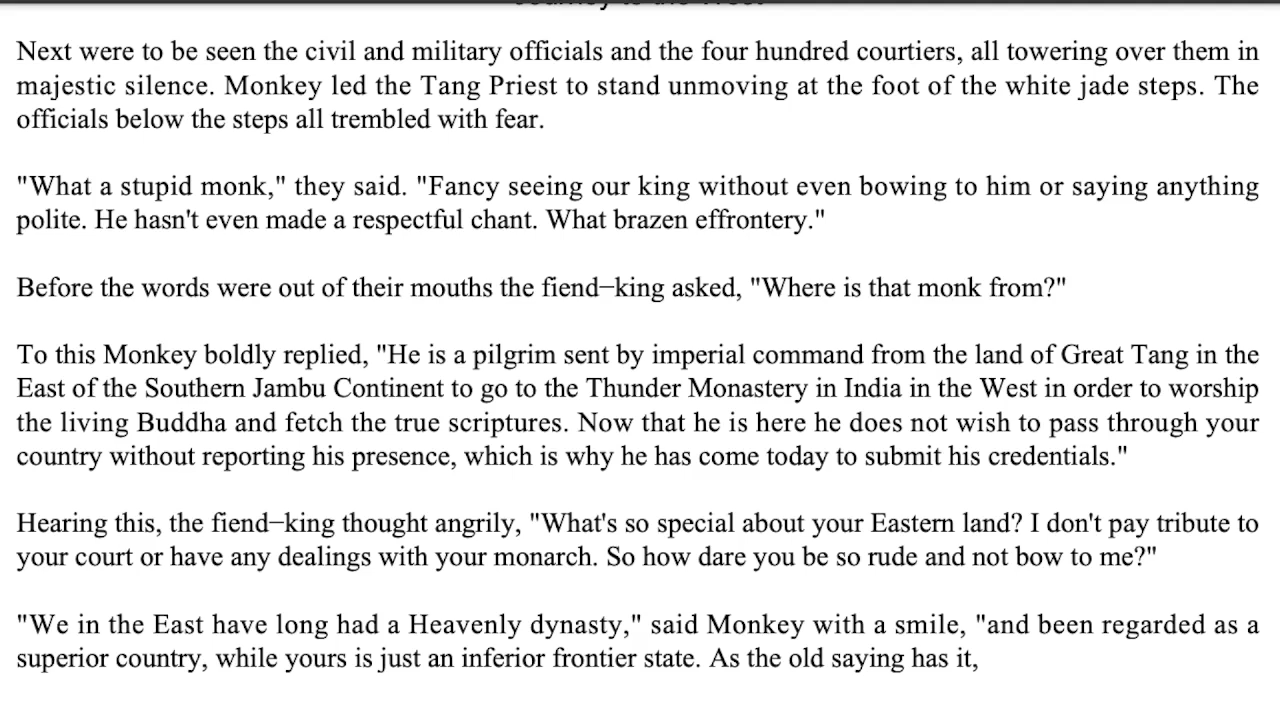 Next were to be seen the civil and military officials and the four hundred courtiers, all towering over them in
majestic silence. Monkey led the Tang Priest to stand unmoving at the foot of the white jade steps. The
officials below the steps all trembled with fear.
"What a stupid monk," they said. "Fancy seeing our king without even bowing to him or saying anything
polite. He hasn't even made a respectful chant. What brazen effrontery."
Before the words were out of their mouths the fiend−king asked, "Where is that monk from?"
To this Monkey boldly replied, "He is a pilgrim sent by imperial command from the land of Great Tang in the
East of the Southern Jambu Continent to go to the Thunder Monastery in India in the West in order to worship
the living Buddha and fetch the true scriptures. Now that he is here he does not wish to pass through your
country without reporting his presence, which is why he has come today to submit his credentials."
Hearing this, the fiend−king thought angrily, "What's so special about your Eastern land? I don't pay tribute to
your court or have any dealings with your monarch. So how dare you be so rude and not bow to me?"
"We in the East have long had a Heavenly dynasty," said Monkey with a smile, "and been regarded as a
superior country, while yours is just an inferior frontier state. As the old saying has it,